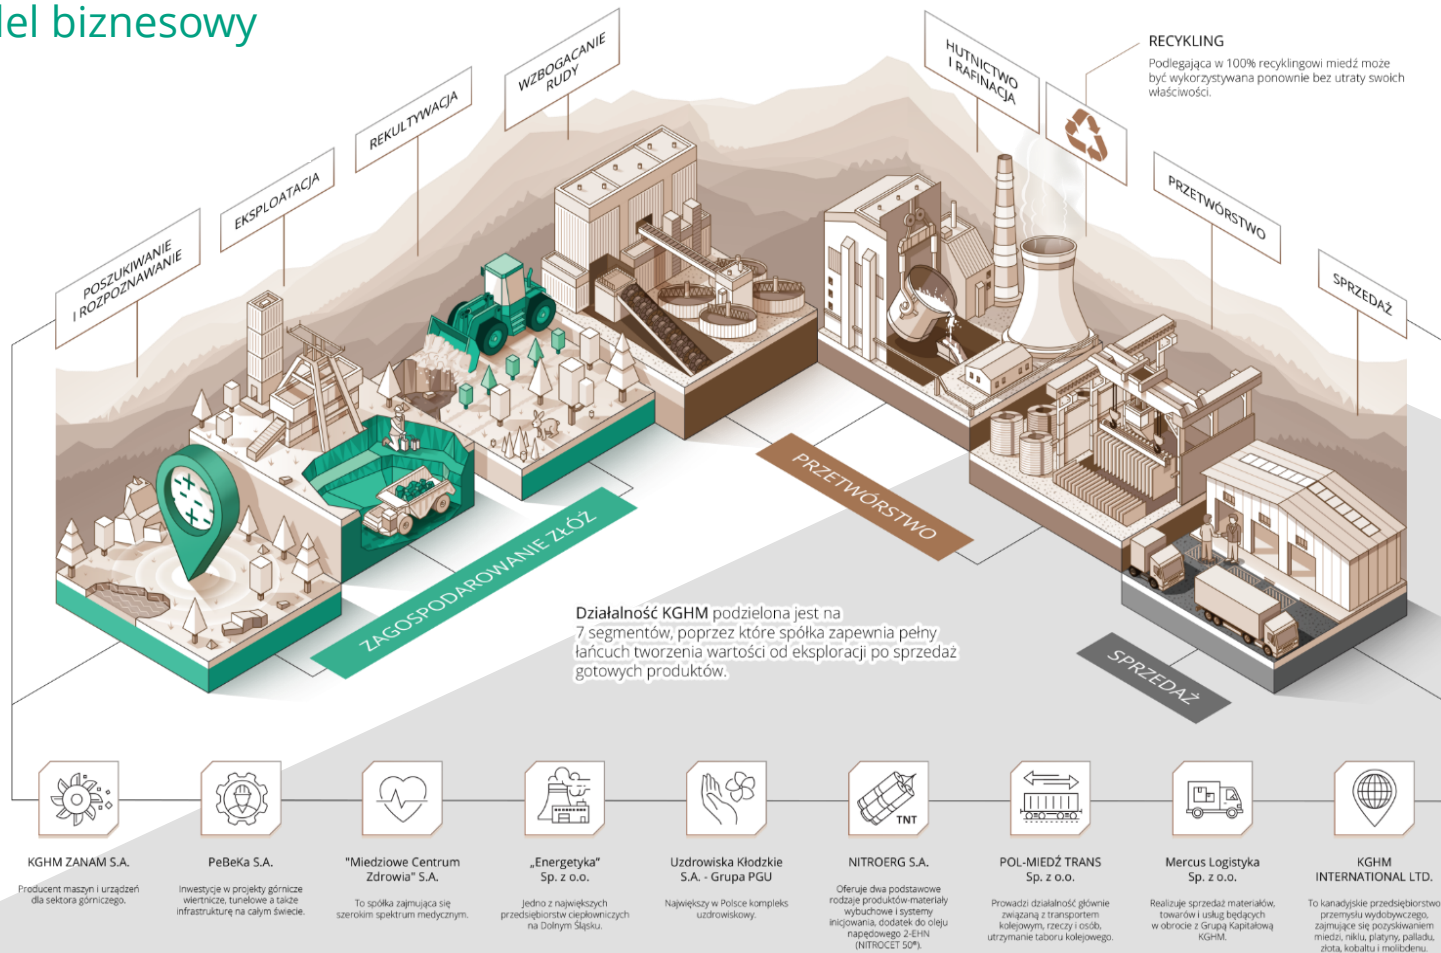 del biznesowy
RECYKLING
Podlegająca w 100% recyklingowi miedź może
być wykorzystywana ponownie bez utraty swoich
właściwości.
POSZUKIWANIE
I ROZPOZNAWANIE
EKSPLOATACJA
REKULTYWACJA
WZBOGACANIE
RUDY
HUTNICTWO
I RAFINACJA
PRZETWÓRSTWO
SPRZEDAŻ
ZAGOSPODAROWANIE ZŁÓŻ
PRZETWÓRSTWO
SPRZEDAŻ
Działalność KGHM podzielona jest na
7 segmentów, poprzez które spółka zapewnia pełny
łańcuch tworzenia wartości od eksploracji po sprzedaż
gotowych produktów.
KGHM ZANAM S.A.
Producent maszyn i urządzeń
dla sektora górniczego.
PeBeKa S.A.
Inwestycje w projekty górnicze
wiertnicze, tunelowe a także
infrastrukturę na całym świecie.
"Miedziowe Centrum
Zdrowia" S.A.
To spółka zajmująca się
szerokim spektrum medycznym.
„Energetyka"
Sp. z o.o.
Jedno z największych
przedsiębiorstw ciepłowniczych
na Dolnym Śląsku.
Uzdrowiska Kłodzkie
S.A. - Grupa PGU
Największy w Polsce kompleks
uzdrowiskowy.
TNT
NITROERG S.A.
Oferuje dwa podstawowe
rodzaje produktów-materiały
wybuchowe i systemy
inicjowania, dodatek do oleju
napędowego 2-EHN
(NITROCET 50®).
POL-MIEDŹ TRANS
Sp. z o.o.
Prowadzi działalność głównie
związaną z transportem
kolejowym, rzeczy i osób,
utrzymanie taboru kolejowego.
Mercus Logistyka
Sp. z o.o.
Realizuje sprzedaż materiałów,
towarów i usług będących
w obrocie z Grupą Kapitałową
KGHM.
KGHM
INTERNATIONAL LTD.
To kanadyjskie przedsiębiorstwo
przemysłu wydobywczego,
zajmujące się pozyskiwaniem
miedzi, niklu, platyny, palladu,
złota, kobaltu i molibdenu.